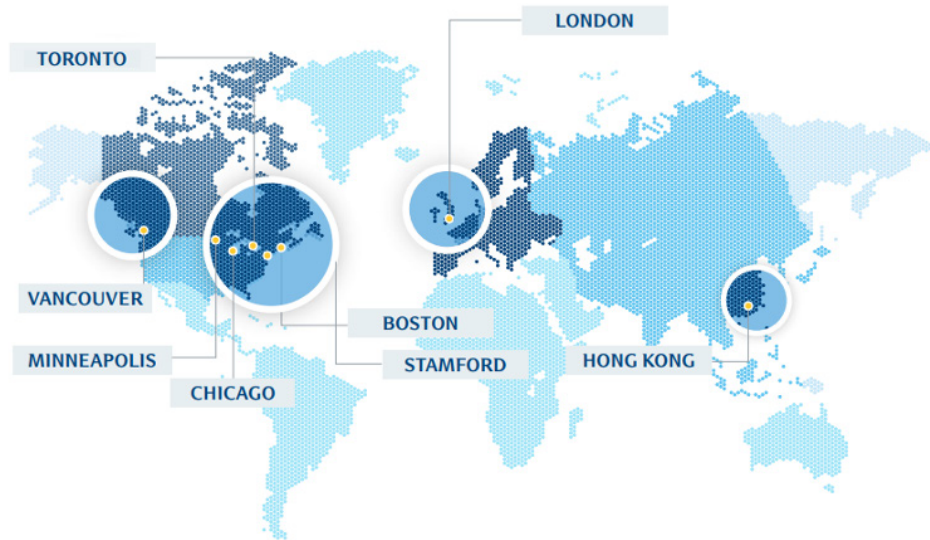 LONDON
TORONTO
VANCOUVER
BOSTON
MINNEAPOLIS
STAMFORD
HONG KONG
CHICAGO